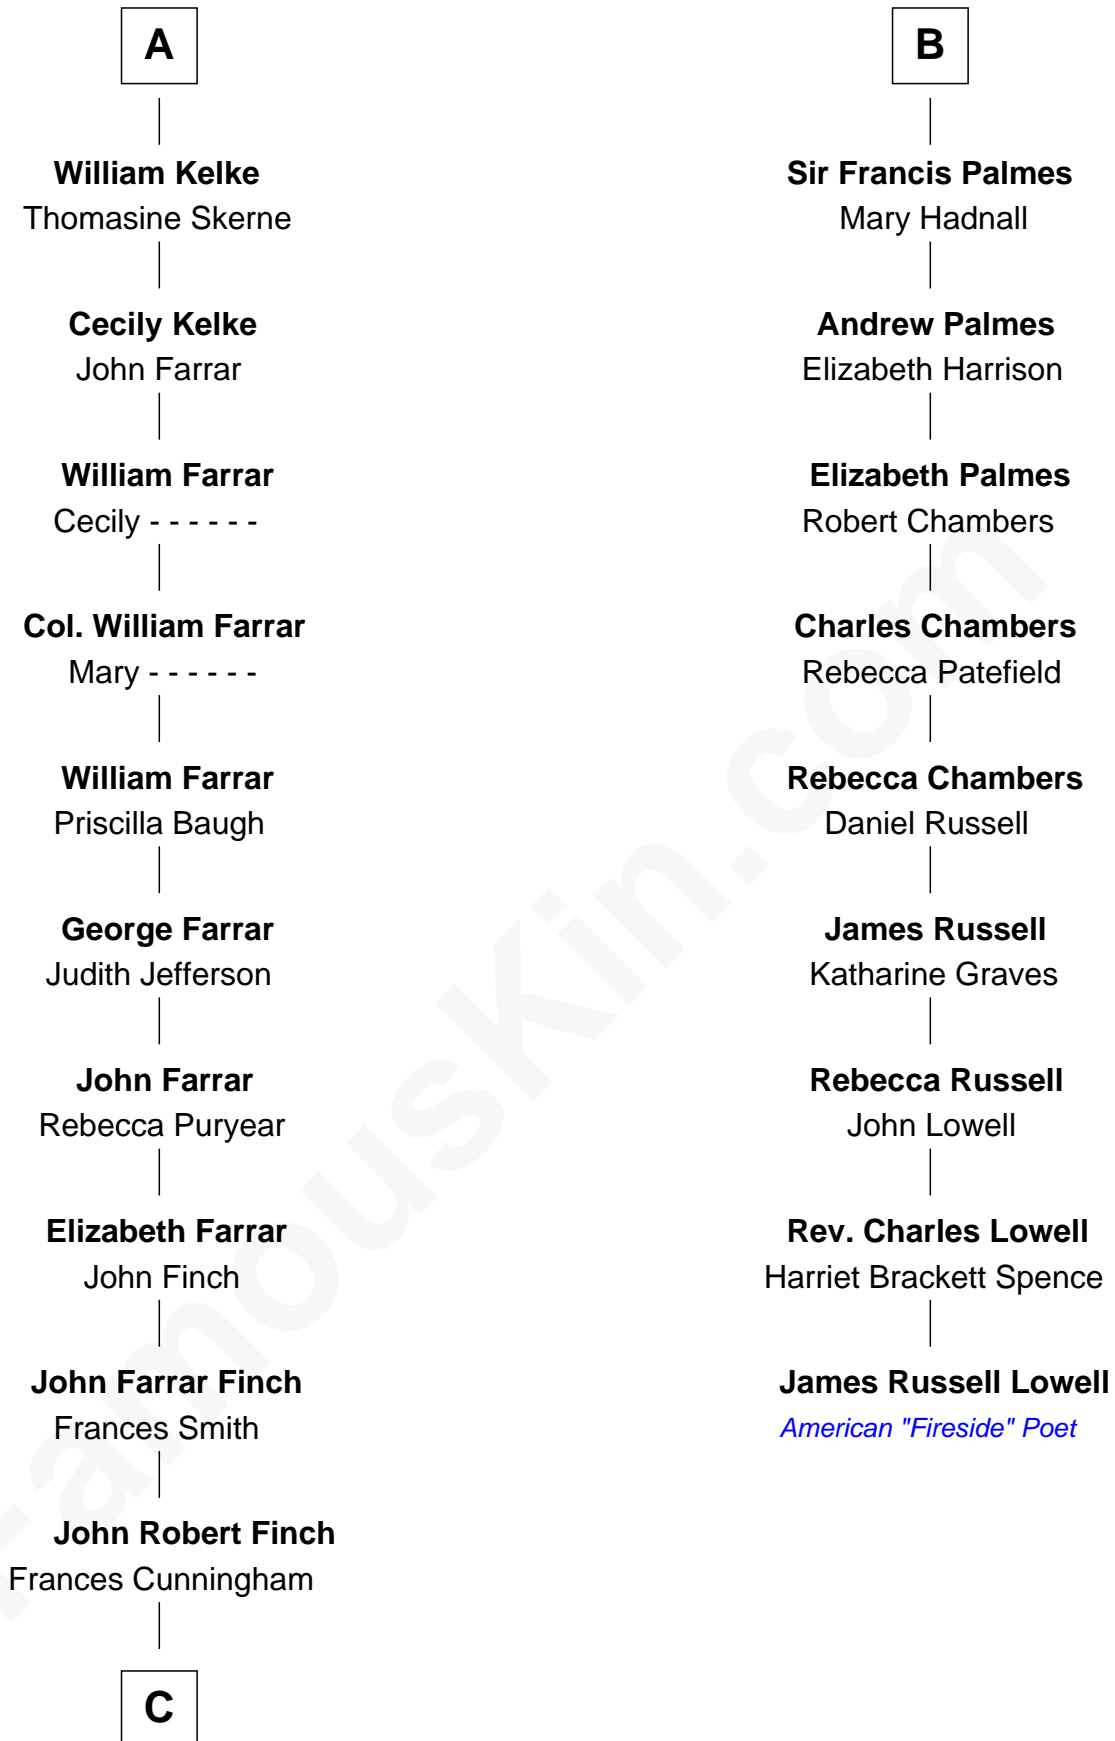 A
William Kelke
Thomasine Skerne
Cecily Kelke
John Farrar
William Farrar
Cecily - - - - - -
Col. William Farrar
Mary - - - - - -
William Farrar
Priscilla Baugh
George Farrar
Judith Jefferson
John Farrar
Rebecca Puryear
Elizabeth Farrar
John Finch
John Farrar Finch
Frances Smith
John Robert Finch
Frances Cunningham
C
B
Sir Francis Palmes
Mary Hadnall
Andrew Palmes
Elizabeth Harrison
Elizabeth Palmes
Robert Chambers
Charles Chambers
Rebecca Patefield
Rebecca Chambers
Daniel Russell
James Russell
Katharine Graves
Rebecca Russell
John Lowell
Rev. Charles Lowell
Harriet Brackett Spence
James Russell Lowell
American "Fireside" Poet
FamousKin.com